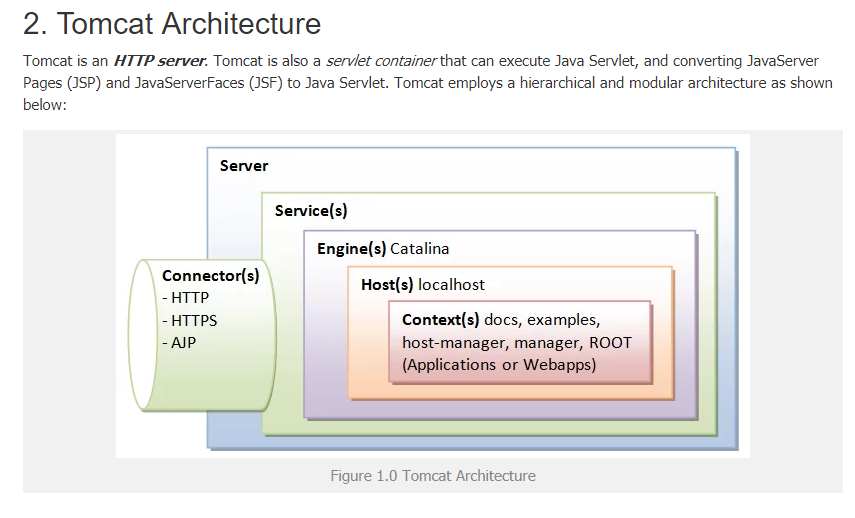 2. Tomcat Architecture
Tomcat is an HTTP server. Tomcat is also a servlet container that can execute Java Servlet, and converting JavaServer
Pages (JSP) and JavaServerFaces (JSF) to Java Servlet. Tomcat employs a hierarchical and modular architecture as shown
below:
Server
Service(s)
Engine(s) Catalina
Host(s) localhost
Context(s) docs, examples,
host-manager, manager, ROOT
(Applications or Webapps)
Connector(s)
- HTTP
- HTTPS
- AJP
Figure 1.0 Tomcat Architecture